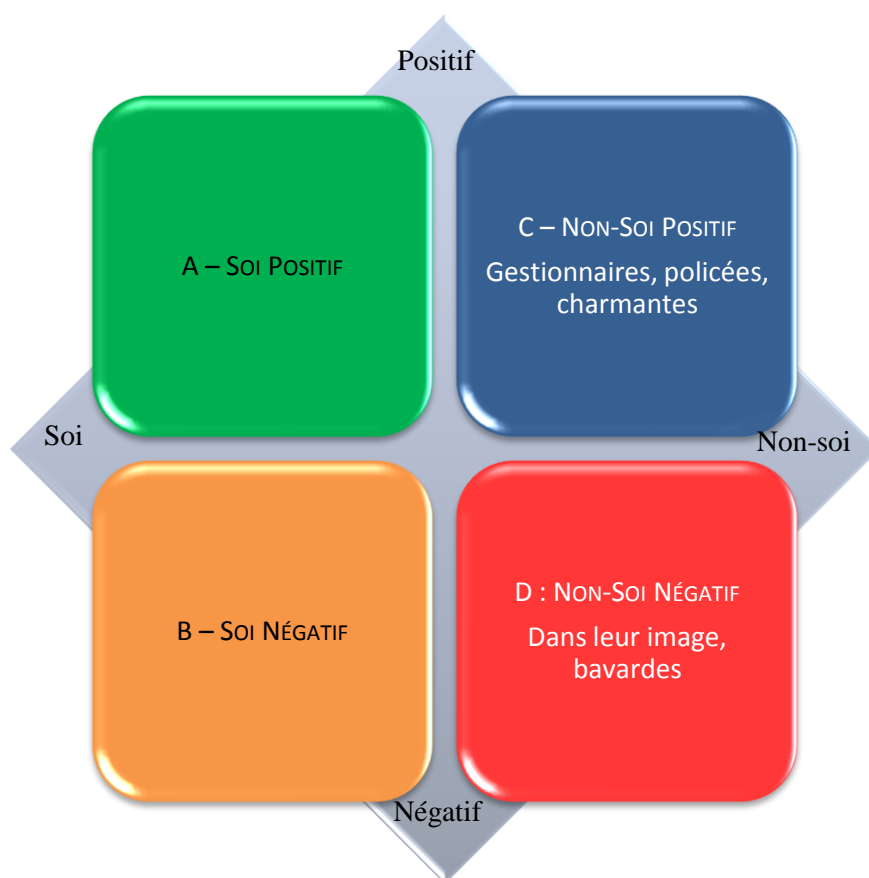 Positif
A – SOI POSITIF
C – NON-SOI POSITIF
Gestionnaires, policées,
charmantes
Soi
Non-soi
B – SOI NÉGATIF
D : NON-SOI NÉGATIF
Dans leur image,
bavardes
Négatif